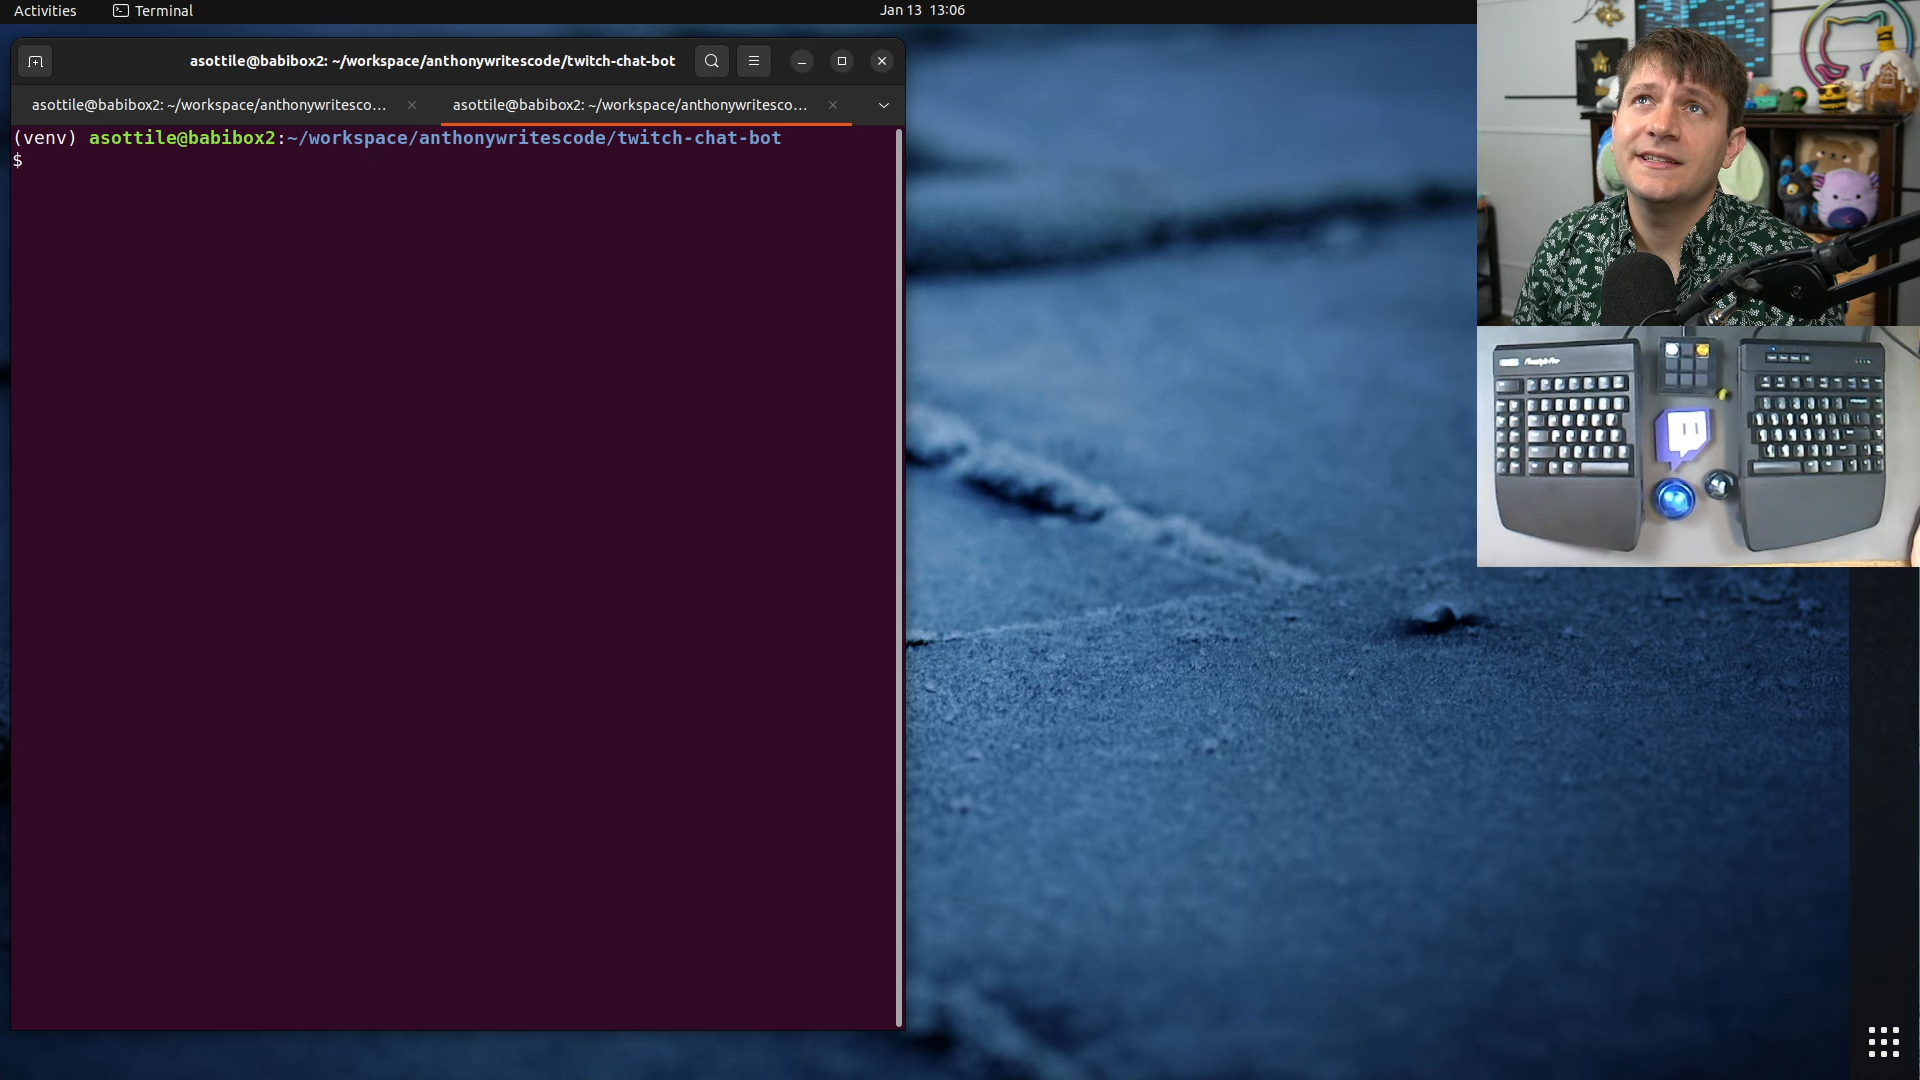 Activities
Terminal
Jan 13 13:06
asottile@babibox2: ~/workspace/anthonywritescode/twitch-chat-bot
asottile@babibox2: ~/workspace/anthonywritesco...
asottile@babibox2: ~/workspace/anthonywritesco...
(venv) asottile@babibox2:~/workspace/anthonywritescode/twitch-chat-bot
$